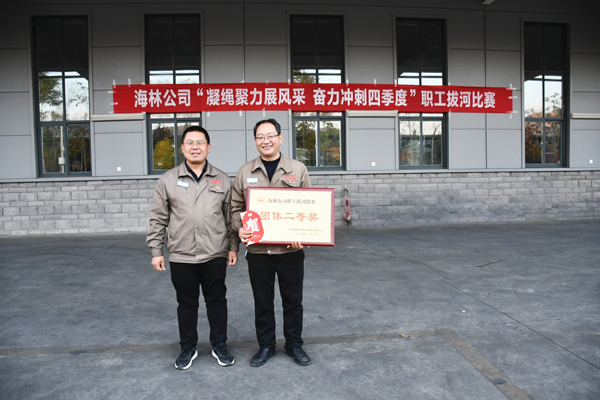 海林公司“凝绳聚力展风采 奋力冲刺四季度”职工拔河比赛
海林公司职工拔河比赛
团体二等奖